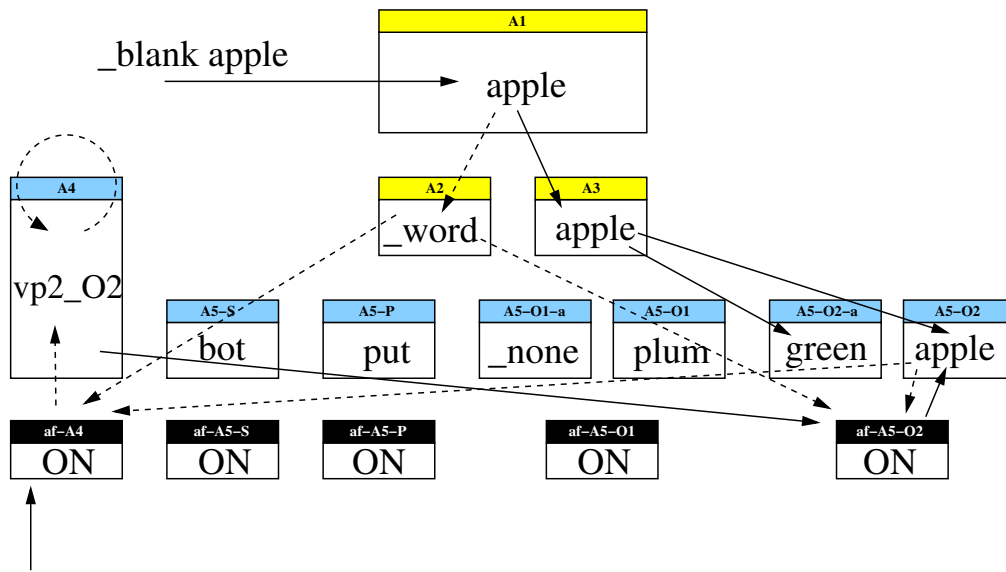 A1
_blank apple
apple
A4
A2
A3
_word
apple
vp2_O2
A5-S
A5-P
A5-O1-a
A5-O1
A5-O2-a
A5-O2
bot
put
_none
plum
green
apple
af-A4
af-A5-S
af-A5-P
af-A5-O1
af-A5-O2
ON
ON
ON
ON
ON